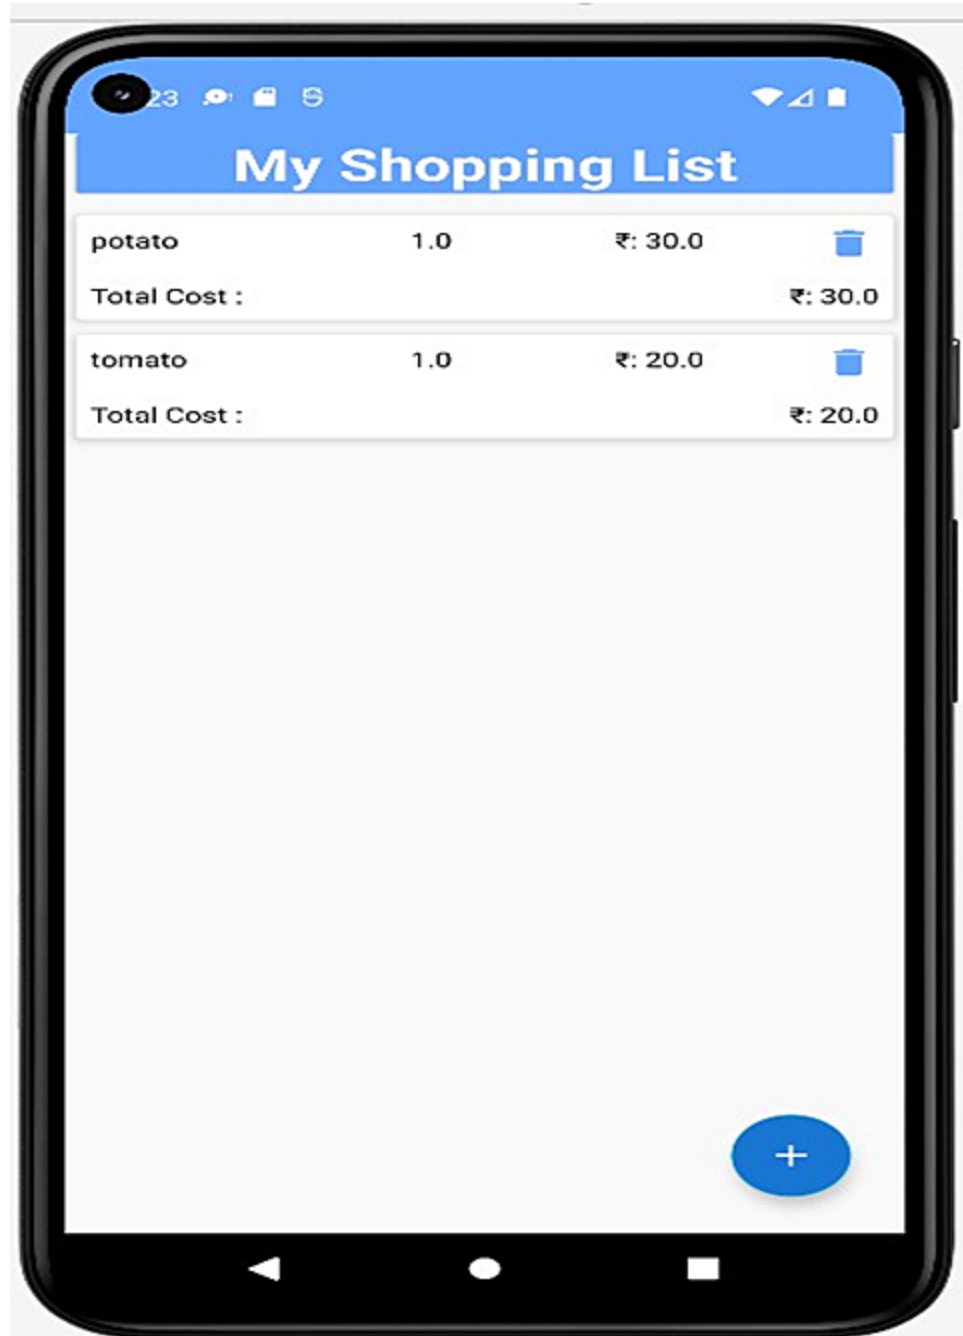 23
My Shopping List
potato 1.0 ₹: 30.0
Total Cost : ₹: 30.0
tomato 1.0 ₹: 20.0
Total Cost : ₹: 20.0
+